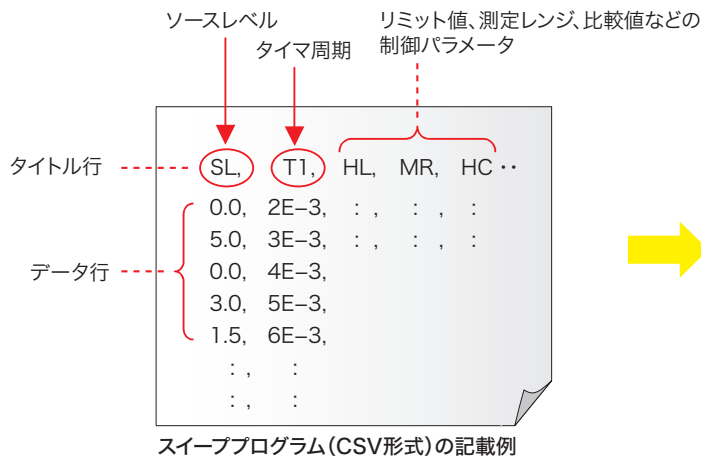 ソースレベル
タイマ周期
リミット値、測定レンジ、比較値などの
制御パラメータ
タイトル行
SL, T1, HL, MR, HC‥
データ行
0.0, 2E−3, : , : , :
5.0, 3E−3, : , : , :
0.0, 4E−3,
3.0, 5E−3,
1.5, 6E−3,
: , :
: , :
スイーププログラム（CSV形式）の記載例